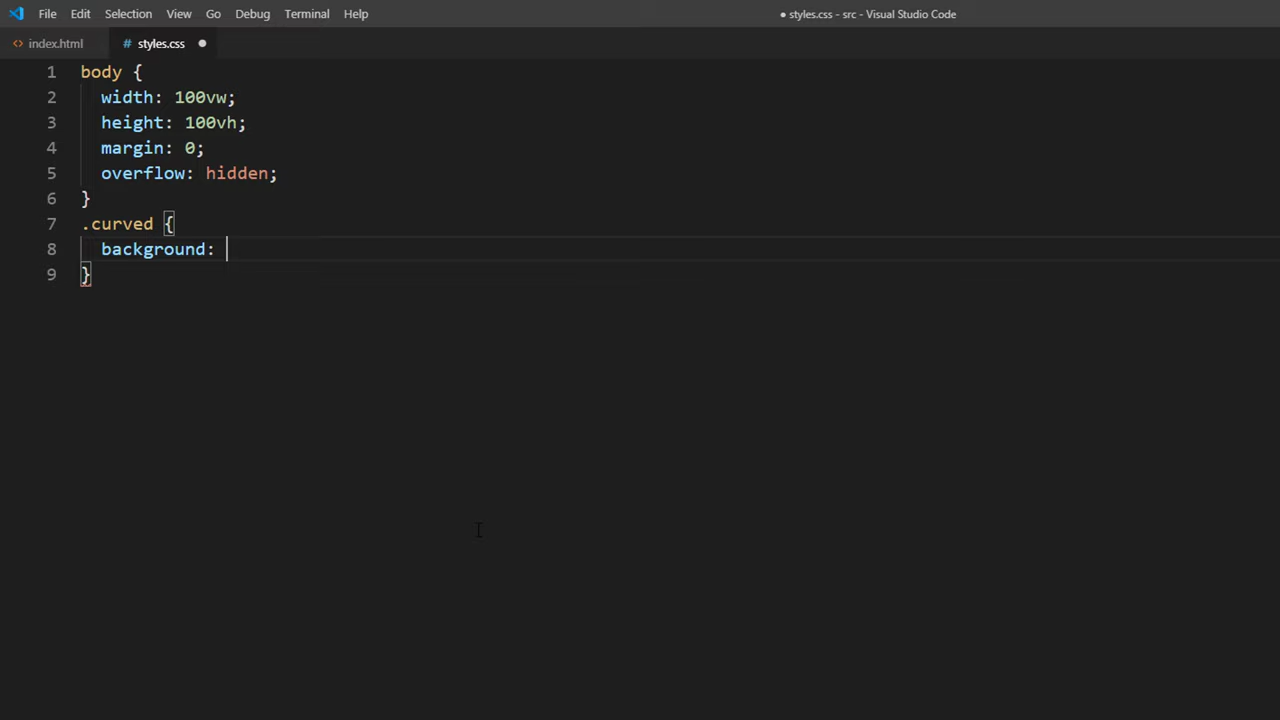 File Edit Selection View Go Debug Terminal Help ● styles.css - src - Visual Studio Code
<> index.html # styles.css ●
1 body {
2 width: 100vw;
3 height: 100vh;
4 margin: 0;
5 overflow: hidden;
6 }
7 .curved {
8 background:
9 }